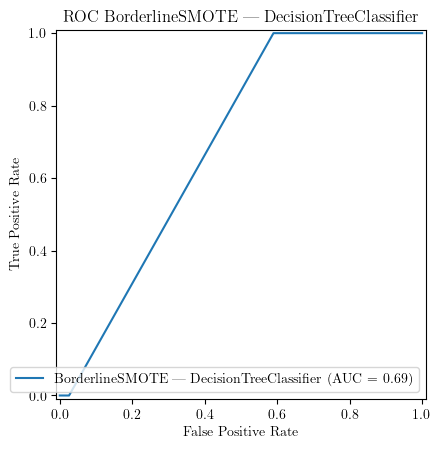 ROC BorderlineSMOTE — DecisionTreeClassifier
1.0
0.8
0.6
0.4
0.2
0.0
True Positive Rate
BorderlineSMOTE — DecisionTreeClassifier (AUC = 0.69)
0.0 0.2 0.4 0.6 0.8 1.0
False Positive Rate